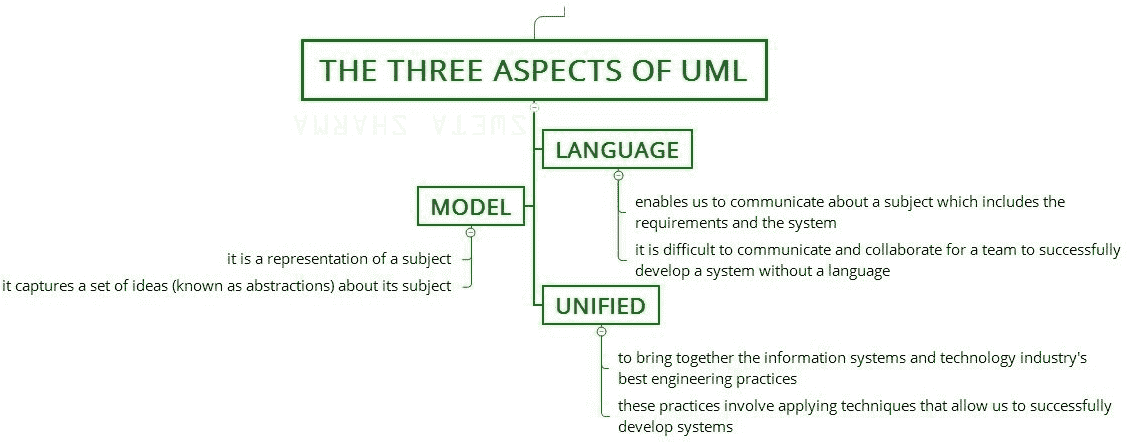 THE THREE ASPECTS OF UML
SWETA SHARMA
LANGUAGE
enables us to communicate about a subject which includes the
requirements and the system
it is difficult to communicate and collaborate for a team to successfully
develop a system without a language
MODEL
it is a representation of a subject
it captures a set of ideas (known as abstractions) about its subject
UNIFIED
to bring together the information systems and technology industry's
best engineering practices
these practices involve applying techniques that allow us to successfully
develop systems